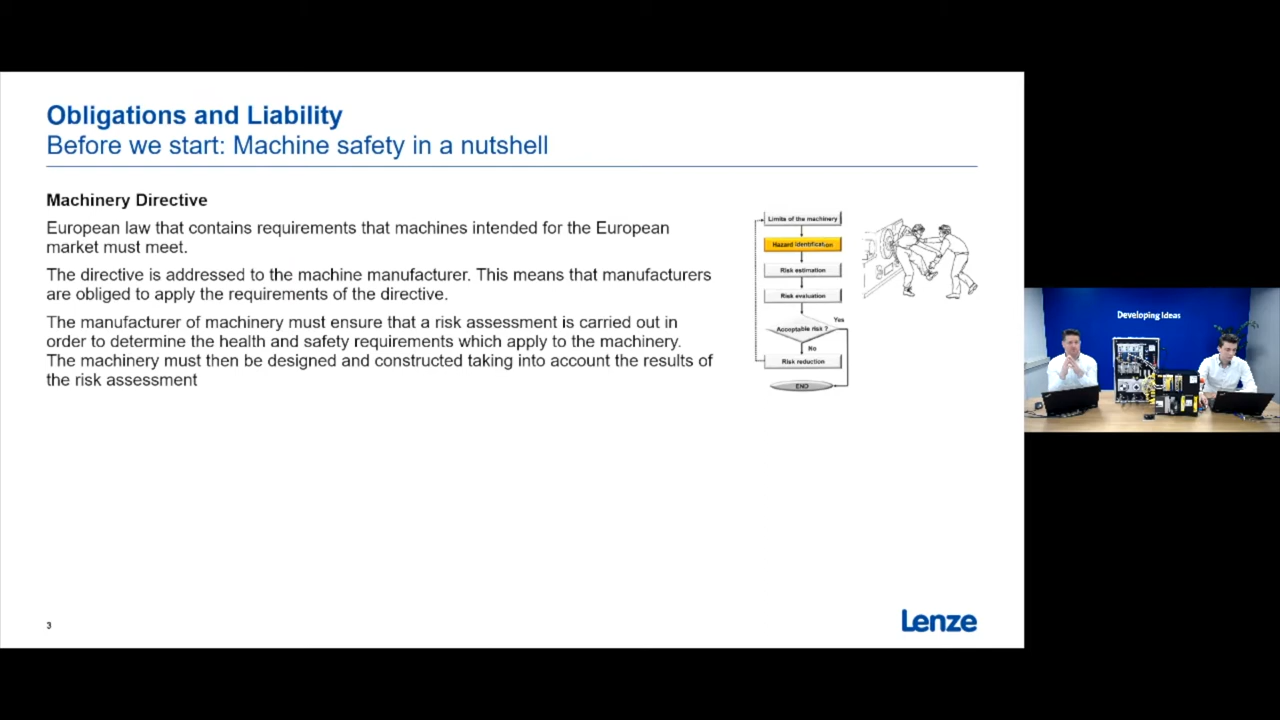 Obligations and Liability
Before we start: Machine safety in a nutshell
Machinery Directive
European law that contains requirements that machines intended for the European
market must meet.
The directive is addressed to the machine manufacturer. This means that manufacturers
are obliged to apply the requirements of the directive.
The manufacturer of machinery must ensure that a risk assessment is carried out in
order to determine the health and safety requirements which apply to the machinery.
The machinery must then be designed and constructed taking into account the results of
the risk assessment
Limits of the machinery
Hazard identification
Risk estimation
Risk evaluation
Yes
Acceptable risk ?
No
Risk reduction
END
Developing Ideas
3
Lenze